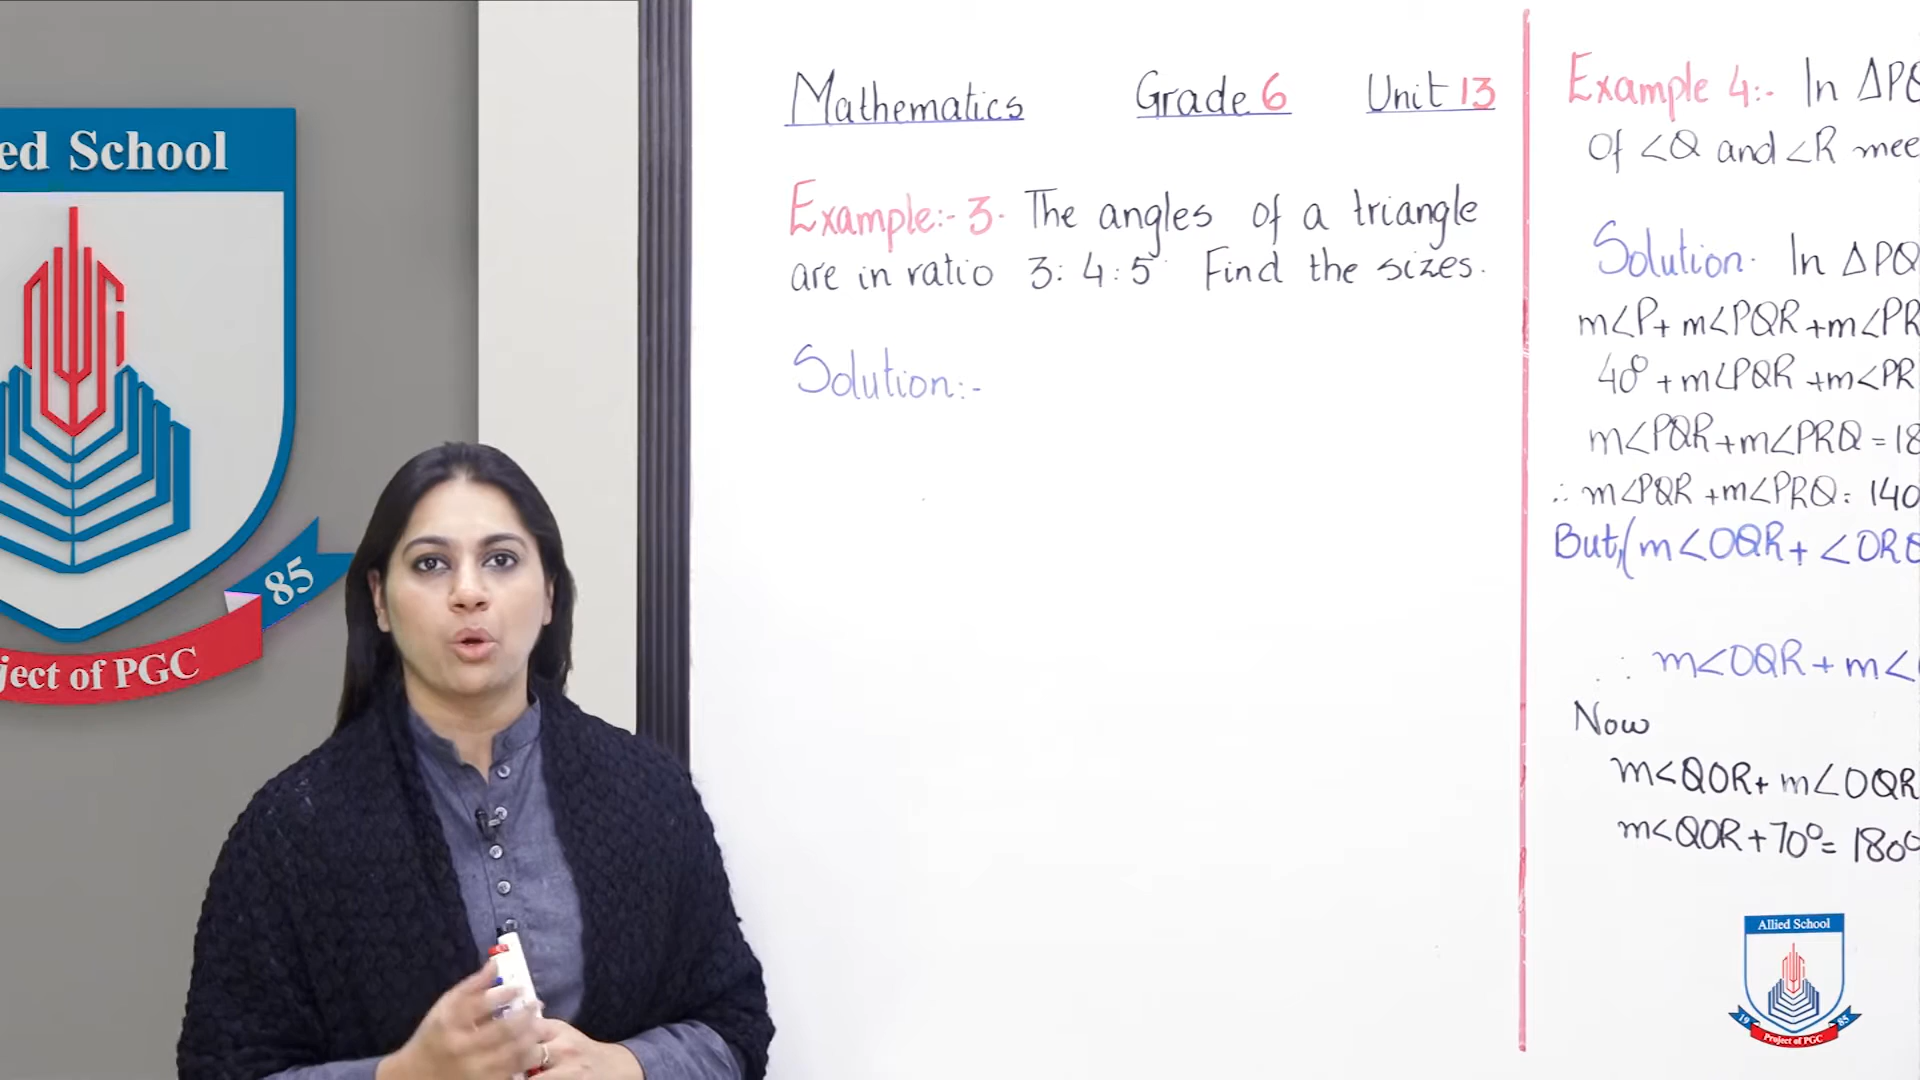 ed School
85
ject of PGC
Mathematics Grade 6 Unit 13
Example:- 3. The angles of a triangle
are in ratio 3:4:5. Find the sizes.
Solution:-
Example 4:- In ΔPQ
Of ∠Q and ∠R mee
Solution. In ΔPQ
m∠P+ m∠PQR +m∠PR
40° + m∠PQR +m∠PR
m∠PQR+m∠PRQ = 18
∴ m∠PQR +m∠PRQ = 140
But, (m∠OQR + ∠ORQ
∴ m∠OQR + m∠
Now
m∠QOR+ m∠OQR
m∠QOR +70° = 180°
Allied School
19 85
Project of PGC